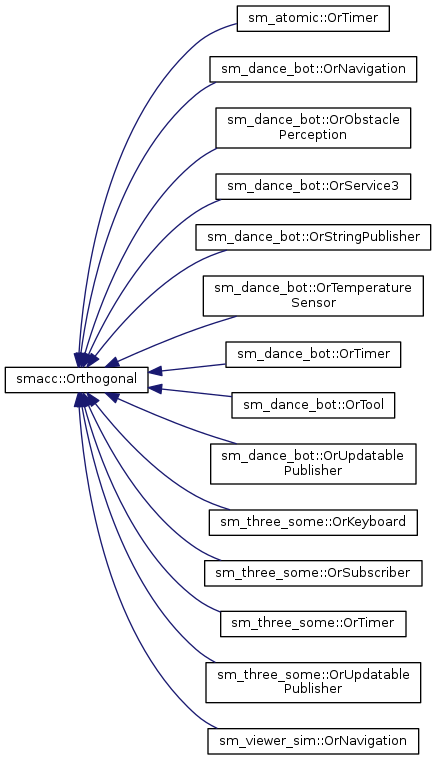 sm_atomic::OrTimer
sm_dance_bot::OrNavigation
sm_dance_bot::OrObstacle
Perception
sm_dance_bot::OrService3
sm_dance_bot::OrStringPublisher
sm_dance_bot::OrTemperature
Sensor
sm_dance_bot::OrTimer
smacc::Orthogonal
sm_dance_bot::OrTool
sm_dance_bot::OrUpdatable
Publisher
sm_three_some::OrKeyboard
sm_three_some::OrSubscriber
sm_three_some::OrTimer
sm_three_some::OrUpdatable
Publisher
sm_viewer_sim::OrNavigation